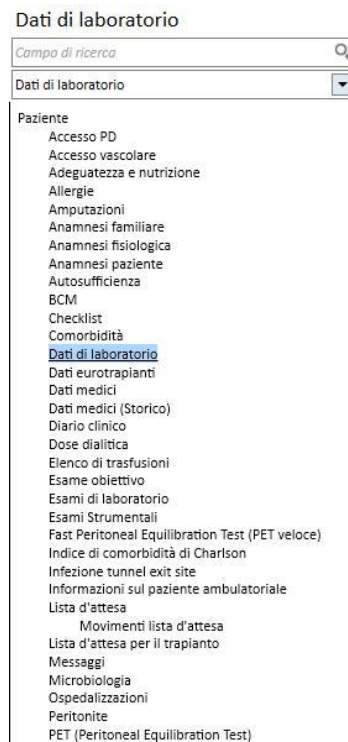 Dati di laboratorio
Campo di ricerca
Dati di laboratorio
Paziente
Accesso PD
Accesso vascolare
Adeguatezza e nutrizione
Allergie
Amputazioni
Anamnesi familiare
Anamnesi fisiologica
Anamnesi paziente
Autosufficienza
BCM
Checklist
Comorbidità
Dati di laboratorio
Dati eurotrapianti
Dati medici
Dati medici (Storico)
Diario clinico
Dose dialitica
Elenco di trasfusioni
Esame obiettivo
Esami di laboratorio
Esami Strumentali
Fast Peritoneal Equilibration Test (PET veloce)
Indice di comorbidità di Charlson
Infezione tunnel exit site
Informazioni sul paziente ambulatoriale
Lista d'attesa
Movimenti lista d'attesa
Lista d'attesa per il trapianto
Messaggi
Microbiologia
Ospedalizzazioni
Peritonite
PET (Peritoneal Equilibration Test)